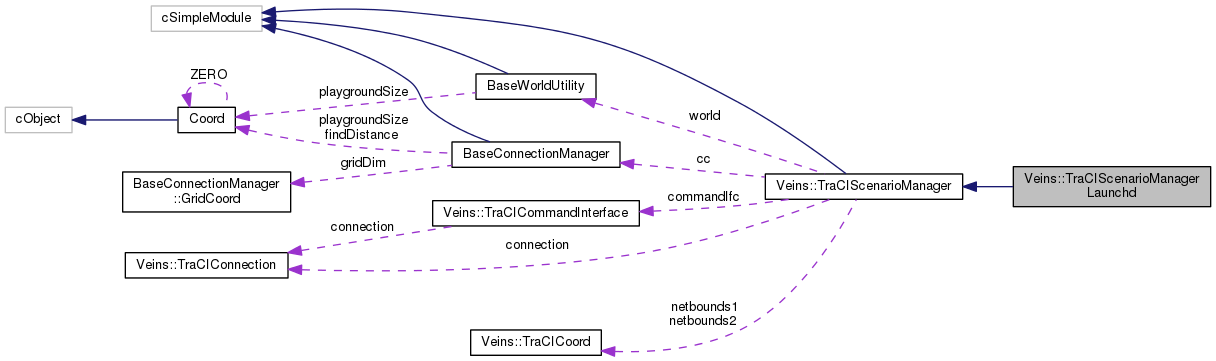 cSimpleModule
ZERO
BaseWorldUtility
playgroundSize
cObject
Coord
world
playgroundSize
findDistance
BaseConnectionManager
cc
gridDim
BaseConnectionManager
::GridCoord
Veins::TraCIScenarioManager
Veins::TraCIScenarioManager
Launchd
commandIfc
Veins::TraCICommandInterface
connection
connection
Veins::TraCIConnection
netbounds1
netbounds2
Veins::TraCICoord